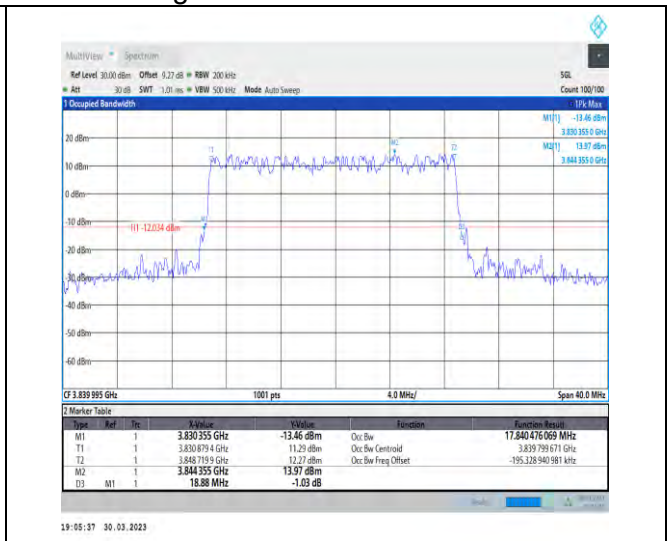 MultiView Spectrum
Ref Level 30.00 dBm Offset 9.27 dB RBW 200 kHz SGL
Att 30 dB SWT 1.01 ms VBW 500 kHz Mode Auto Sweep Count 100/100
1 Occupied Bandwidth 1Pk Max
M1[1] -13.46 dBm
3.830 355 0 GHz
M2[1] 13.97 dBm
3.844 355 0 GHz
20 dBm
T1
M2
T2
10 dBm
0 dBm
-10 dBm
M1
H1 -12.034 dBm
-20 dBm
-30 dBm
-40 dBm
-50 dBm
-60 dBm
CF 3.839 995 GHz 1001 pts 4.0 MHz/ Span 40.0 MHz
2 Marker Table
Type Ref Trc X-Value Y-Value Function Function Result
M1 1 3.830 355 GHz -13.46 dBm Occ Bw 17.840 476 069 MHz
T1 1 3.830 879 4 GHz 11.29 dBm Occ Bw Centroid 3.839 799 671 GHz
T2 1 3.848 719 9 GHz 12.27 dBm Occ Bw Freq Offset -195.328 940 981 kHz
M2 1 3.844 355 GHz 13.97 dBm
D3 M1 1 18.88 MHz -1.03 dB
19:05:37 30.03.2023